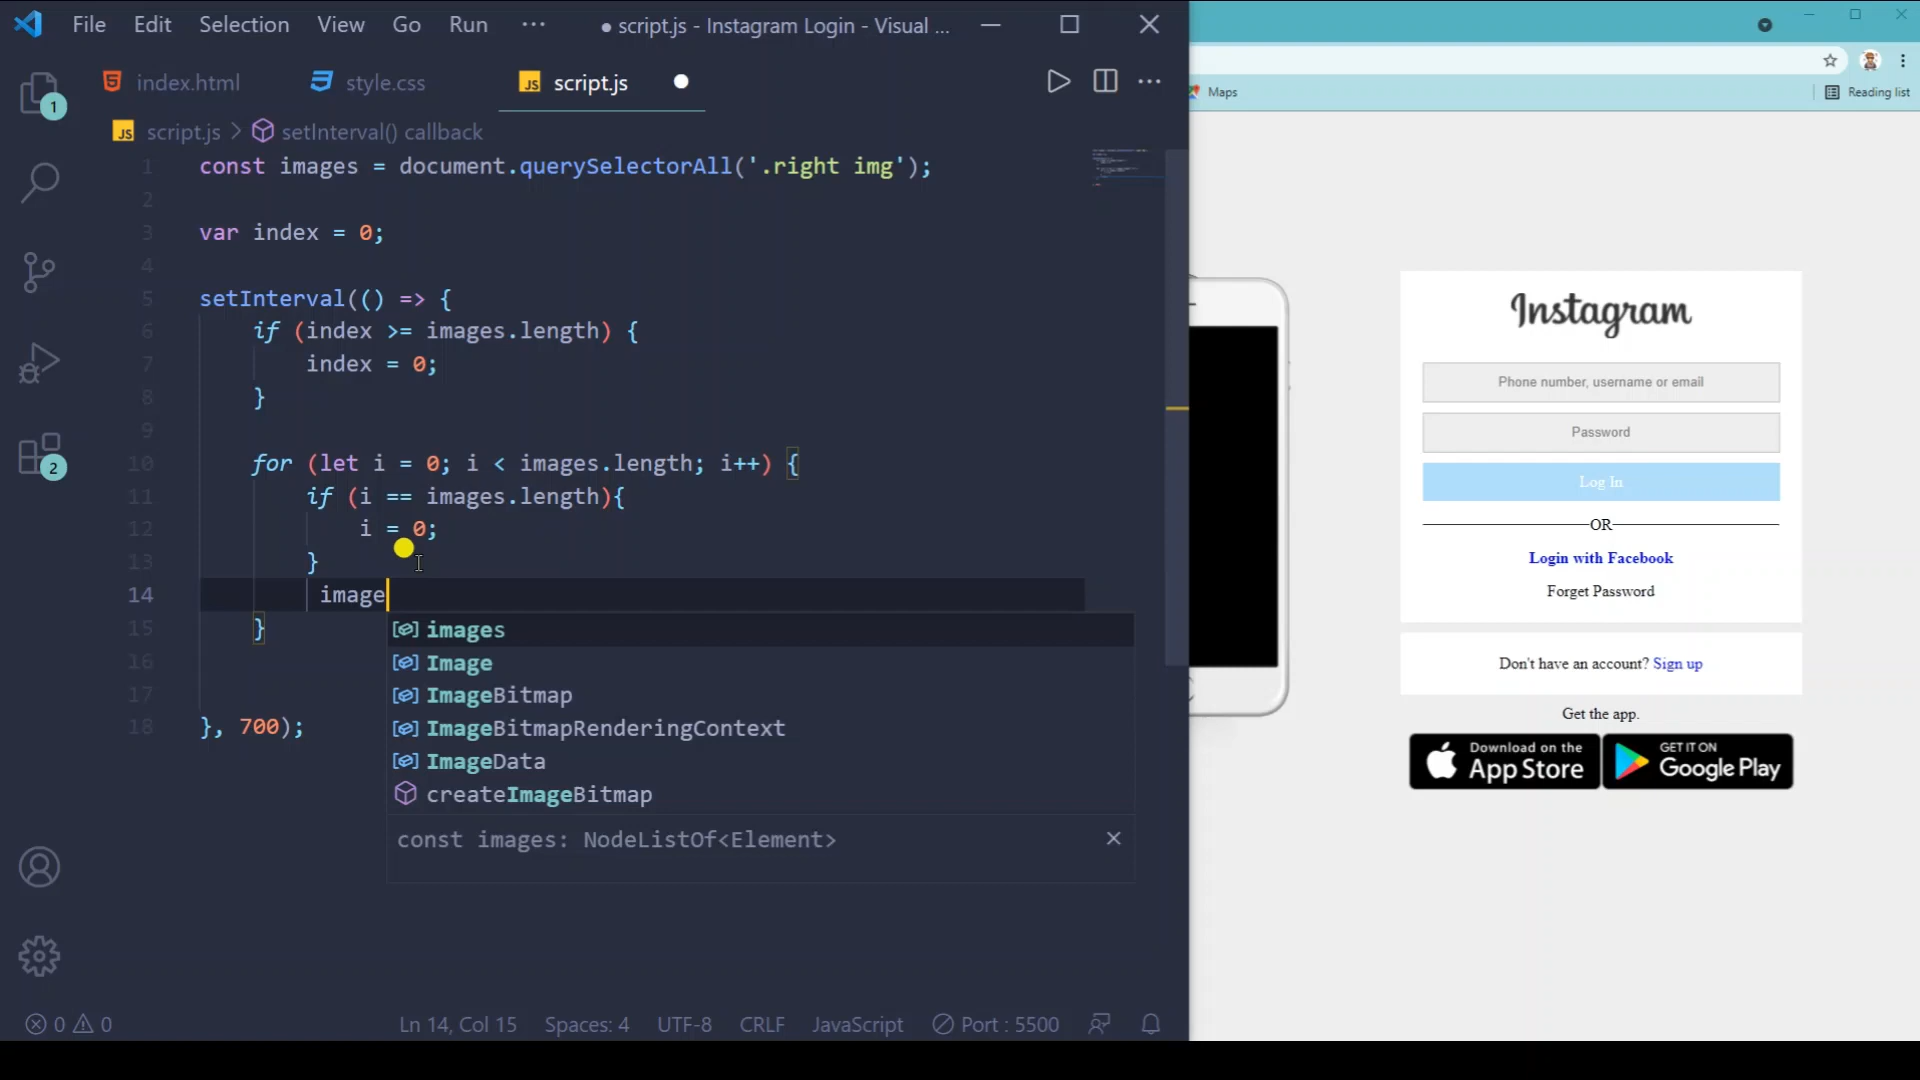 File Edit Selection View Go Run ··· ● script.js - Instagram Login - Visual ...
index.html style.css JS script.js
JS script.js > setInterval() callback
1 const images = document.querySelectorAll('.right img');
2
3 var index = 0;
4
5 setInterval(() => {
6 if (index >= images.length) {
7 index = 0;
8 }
9
10 for (let i = 0; i < images.length; i++) {
11 if (i == images.length){
12 i = 0;
13 }
14 image
15 }
16
17
18 }, 700);
images
Image
ImageBitmap
ImageBitmapRenderingContext
ImageData
createImageBitmap
const images: NodeListOf<Element>
1
2
0 0 Ln 14, Col 15 Spaces: 4 UTF-8 CRLF JavaScript Port : 5500
Maps Reading list
Instagram
Phone number, username or email
Password
Log In
OR
Login with Facebook
Forget Password
Don't have an account? Sign up
Get the app.
Download on the
App Store
GET IT ON
Google Play